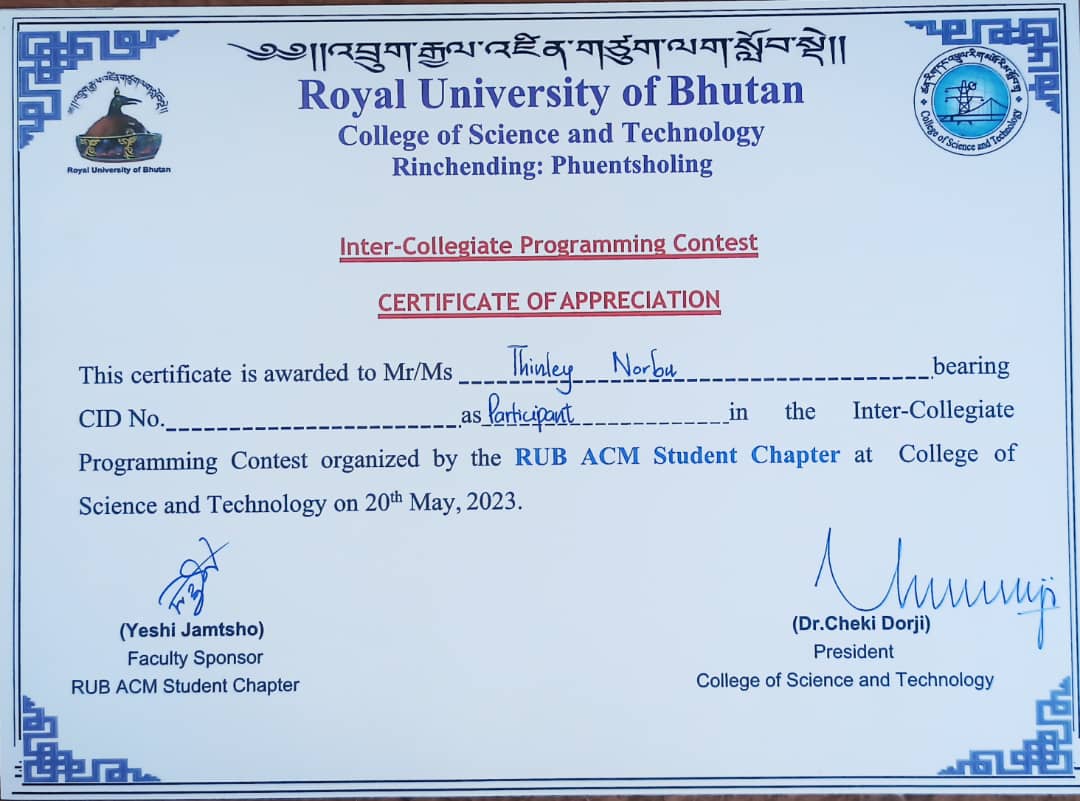 ༄༅།།འབྲུག་རྒྱལ་འཛིན་གཙུག་ལག་སློབ་སྡེ།།
Royal University of Bhutan
College of Science and Technology
Rinchending: Phuentsholing
Royal University of Bhutan
College of Science and Technology
Inter-Collegiate Programming Contest
CERTIFICATE OF APPRECIATION
This certificate is awarded to Mr/Ms Thinley Norbu bearing
CID No. as Participant in the Inter-Collegiate
Programming Contest organized by the RUB ACM Student Chapter at College of
Science and Technology on 20th May, 2023.
(Yeshi Jamtsho)
Faculty Sponsor
RUB ACM Student Chapter
(Dr.Cheki Dorji)
President
College of Science and Technology